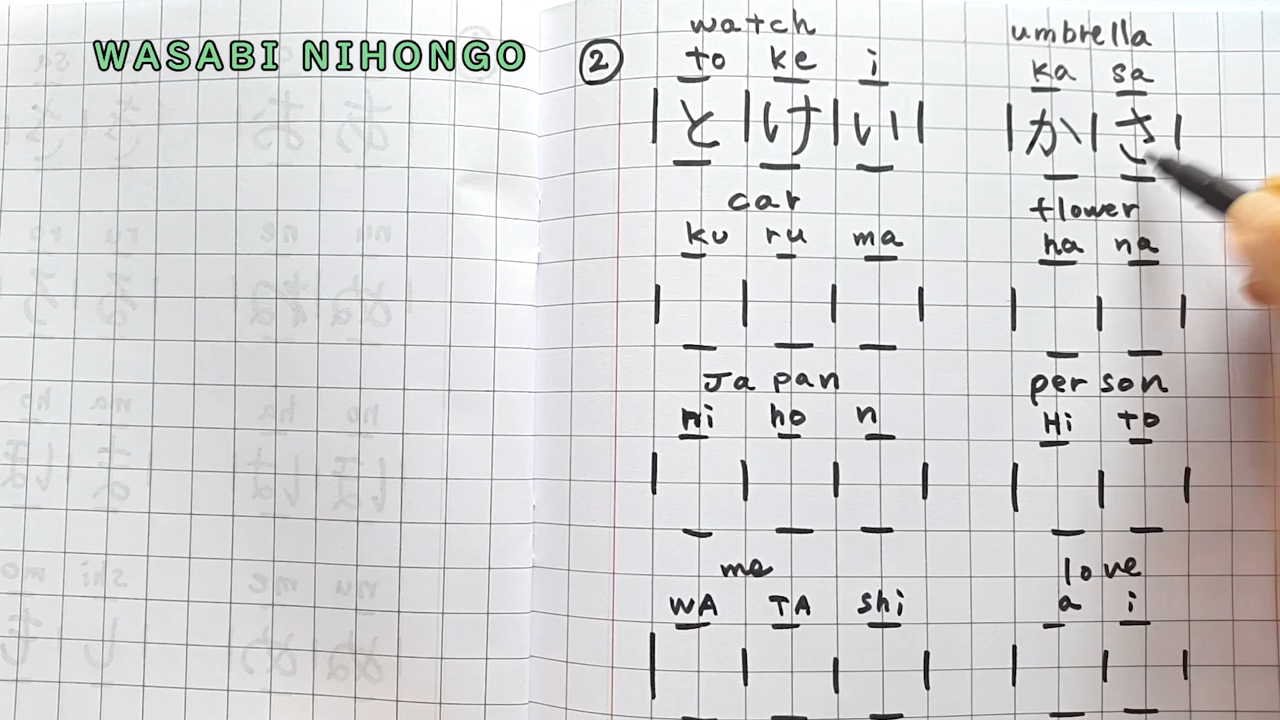 WASABI NIHONGO
②
watch
to ke i
とけい
umbrella
ka sa
かさ
car
ku ru ma
flower
ha na
Japan
Ni ho n
person
Hi to
me
WA TA shi
love
a i